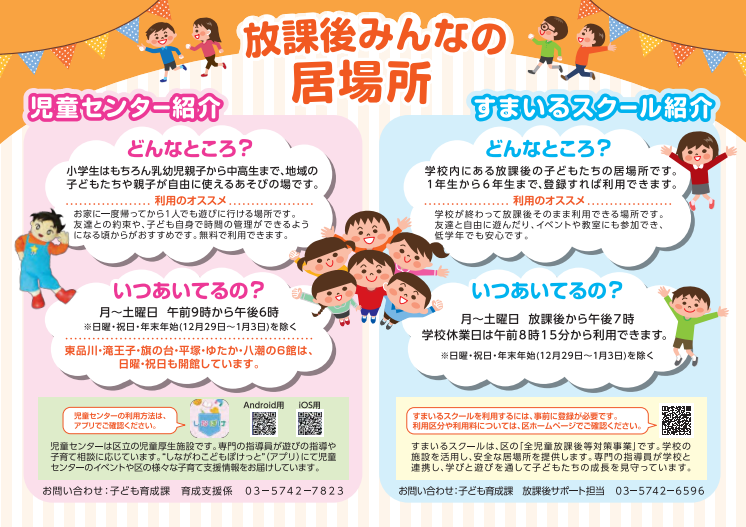 放課後みんなの
居場所
児童センター紹介
どんなところ?
小学生はもちろん乳幼児親子から中高生まで、地域の
子どもたちや親子が自由に使えるあそびの場です。
利用のオススメ
お家に一度帰ってから1人でも遊びに行ける場所です。
友達との約束や、子ども自身で時間の管理ができるよう
になる頃からがおすすめです。無料で利用できます。
いつあいてるの?
月〜土曜日 午前9時から午後6時
※日曜・祝日・年末年始(12月29日〜1月3日)を除く
東品川・滝王子・旗の台・平塚・ゆたか・八潮の6館は、
日曜・祝日も開館しています。
児童センターの利用方法は、
アプリでご確認ください。
Android用
iOS用
児童センターは区立の児童厚生施設です。専門の指導員が遊びの指導や
子育て相談に応じています。"しながわこどもぽけっと"(アプリ)にて児童
センターのイベントや区の様々な子育て支援情報をお届けしています。
お問い合わせ:子ども育成課 育成支援係 03−5742−7823
すまいるスクール紹介
どんなところ?
学校内にある放課後の子どもたちの居場所です。
1年生から6年生まで、登録すれば利用できます。
利用のオススメ
学校が終わって放課後そのまま利用できる場所です。
友達と自由に遊んだり、イベントや教室にも参加でき、
低学年でも安心です。
いつあいてるの?
月〜土曜日 放課後から午後7時
学校休業日は午前8時15分から利用できます。
※日曜・祝日・年末年始(12月29日〜1月3日)を除く
すまいるスクールを利用するには、事前に登録が必要です。
利用区分や利用料については、区ホームページでご確認ください。
すまいるスクールは、区の「全児童放課後等対策事業」です。学校の
施設を活用し、安全な居場所を提供します。専門の指導員が学校と
連携し、学びと遊びを通して子どもたちの成長を見守っています。
お問い合わせ:子ども育成課 放課後サポート担当 03−5742−6596